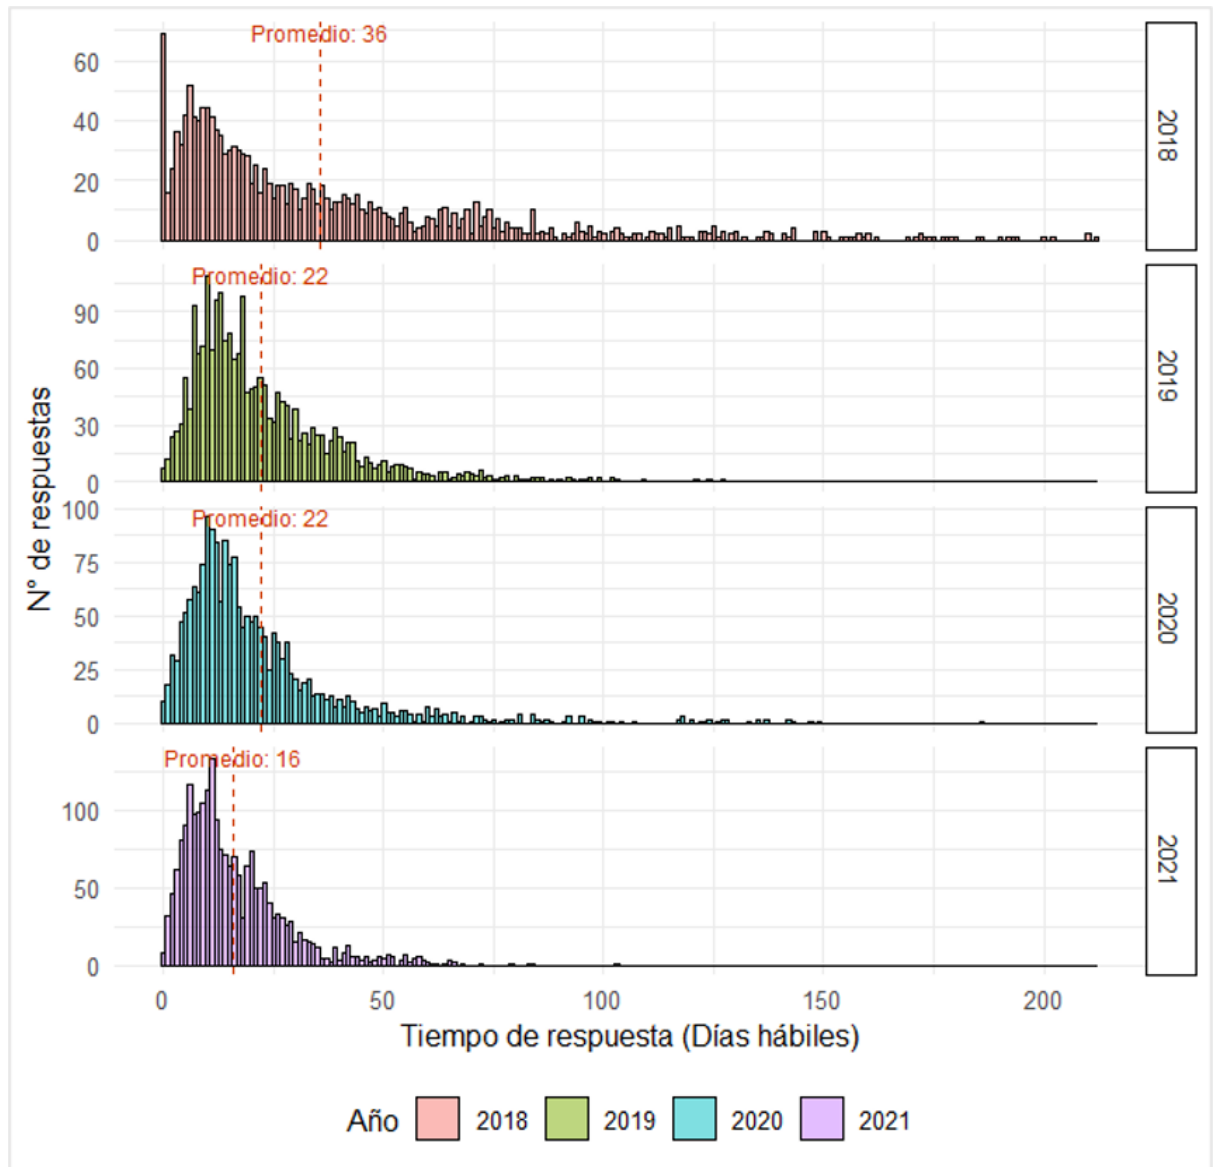 Promedio: 36
60
40
20
0
2018
Promedio: 22
90
60
30
0
2019
Promedio: 22
100
75
50
25
0
2020
Promedio: 16
100
50
0
2021
N° de respuestas
0 50 100 150 200
Tiempo de respuesta (Días hábiles)
Año 2018 2019 2020 2021